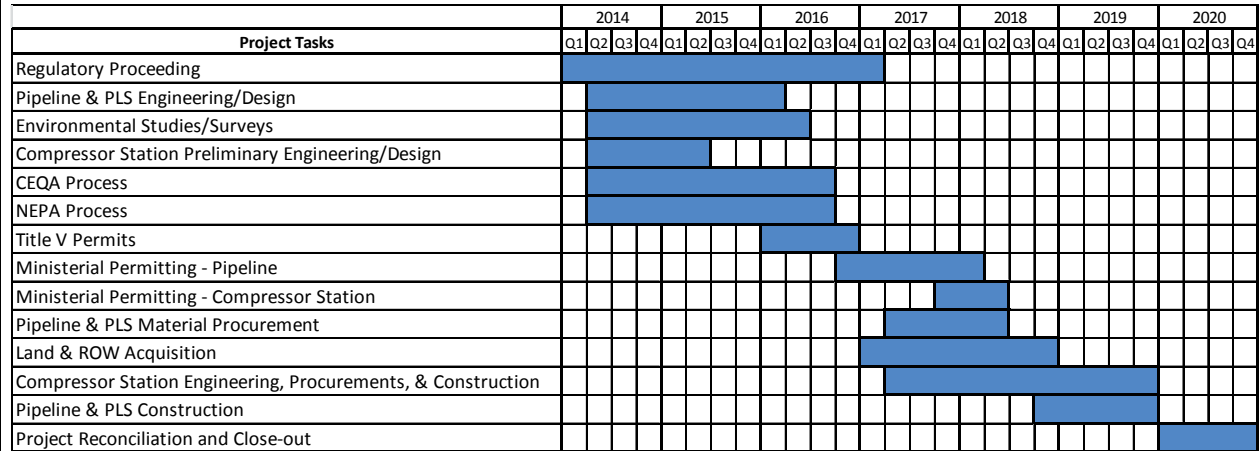 2014 2015 2016 2017 2018 2019 2020
Project Tasks Q1 Q2 Q3 Q4 Q1 Q2 Q3 Q4 Q1 Q2 Q3 Q4 Q1 Q2 Q3 Q4 Q1 Q2 Q3 Q4 Q1 Q2 Q3 Q4 Q1 Q2 Q3 Q4
Regulatory Proceeding
Pipeline & PLS Engineering/Design
Environmental Studies/Surveys
Compressor Station Preliminary Engineering/Design
CEQA Process
NEPA Process
Title V Permits
Ministerial Permitting - Pipeline
Ministerial Permitting - Compressor Station
Pipeline & PLS Material Procurement
Land & ROW Acquisition
Compressor Station Engineering, Procurements, & Construction
Pipeline & PLS Construction
Project Reconciliation and Close-out